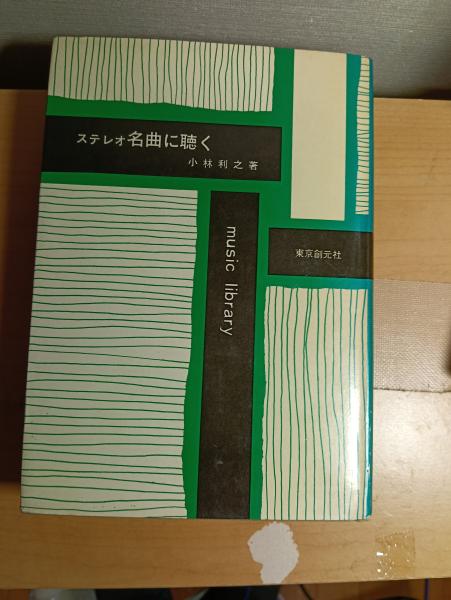 ステレオ名曲に聴く
小林利之著
東京創元社
music library